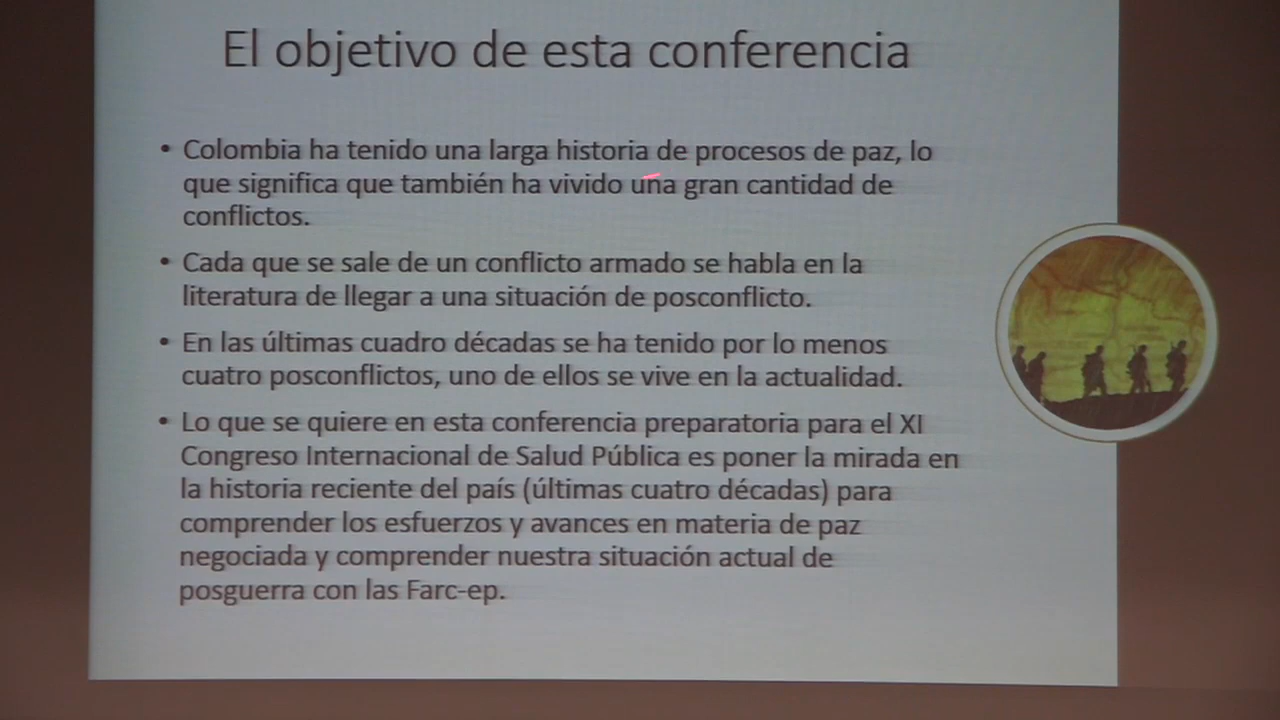 El objetivo de esta conferencia
• Colombia ha tenido una larga historia de procesos de paz, lo
que significa que también ha vivido una gran cantidad de
conflictos.
• Cada que se sale de un conflicto armado se habla en la
literatura de llegar a una situación de posconflicto.
• En las últimas cuadro décadas se ha tenido por lo menos
cuatro posconflictos, uno de ellos se vive en la actualidad.
• Lo que se quiere en esta conferencia preparatoria para el XI
Congreso Internacional de Salud Pública es poner la mirada en
la historia reciente del país (últimas cuatro décadas) para
comprender los esfuerzos y avances en materia de paz
negociada y comprender nuestra situación actual de
posguerra con las Farc-ep.